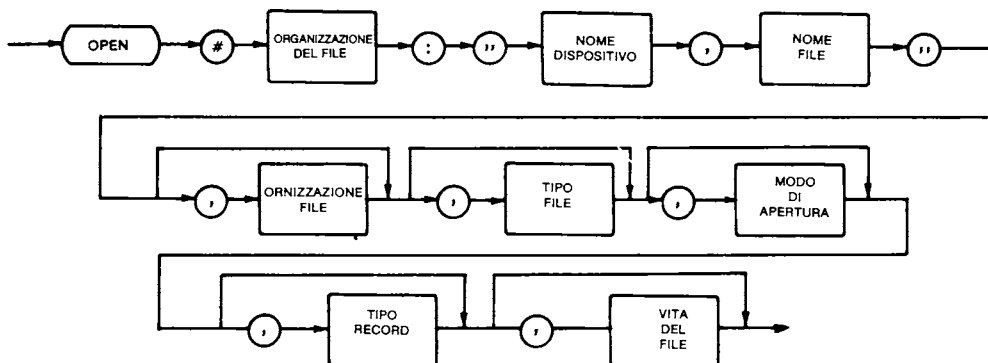 OPEN # ORGANIZZAZIONE DEL FILE : " NOME DISPOSITIVO , NOME FILE "
, ORNIZZAZIONE FILE , TIPO FILE , MODO DI APERTURA
, TIPO RECORD , VITA DEL FILE